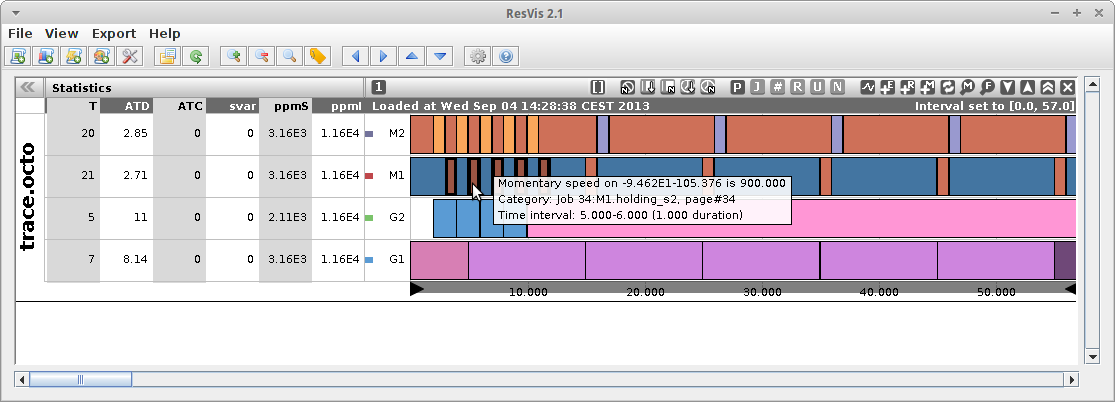 ResVis 2.1
File View Export Help
Statistics 1 [] P J # R U N
T ATD ATC svar ppmS ppmI Loaded at Wed Sep 04 14:28:38 CEST 2013 Interval set to [0.0, 57.0]
trace.octo
20 2.85 0 0 3.16E3 1.16E4 M2
21 2.71 0 0 3.16E3 1.16E4 M1
Momentary speed on -9.462E1-105.376 is 900.000
Category: Job 34:M1.holding_s2, page#34
Time interval: 5.000-6.000 (1.000 duration)
5 11 0 0 2.11E3 1.16E4 G2
7 8.14 0 0 3.16E3 1.16E4 G1
10.000 20.000 30.000 40.000 50.000